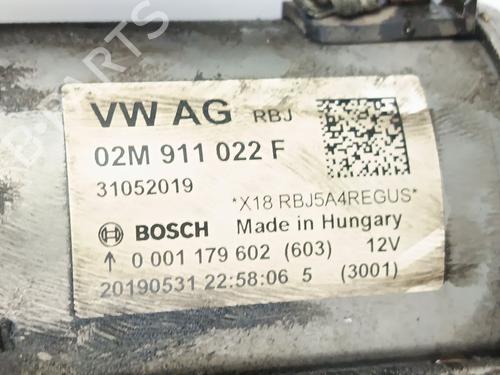 VW AG RBJ
02M 911 022 F
31052019
*X18 RBJ5A4REGUS*
BOSCH Made in Hungary
↑ 0 001 179 602 (603) 12V
20190531 22:58:06 5 (3001)